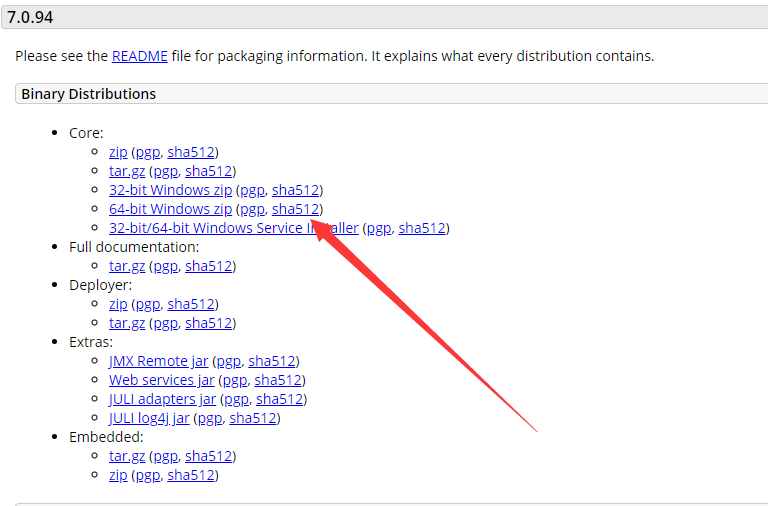 7.0.94
Please see the README file for packaging information. It explains what every distribution contains.
Binary Distributions
Core:
zip (pgp, sha512)
tar.gz (pgp, sha512)
32-bit Windows zip (pgp, sha512)
64-bit Windows zip (pgp, sha512)
32-bit/64-bit Windows Service Installer (pgp, sha512)
Full documentation:
tar.gz (pgp, sha512)
Deployer:
zip (pgp, sha512)
tar.gz (pgp, sha512)
Extras:
JMX Remote jar (pgp, sha512)
Web services jar (pgp, sha512)
JULI adapters jar (pgp, sha512)
JULI log4j jar (pgp, sha512)
Embedded:
tar.gz (pgp, sha512)
zip (pgp, sha512)